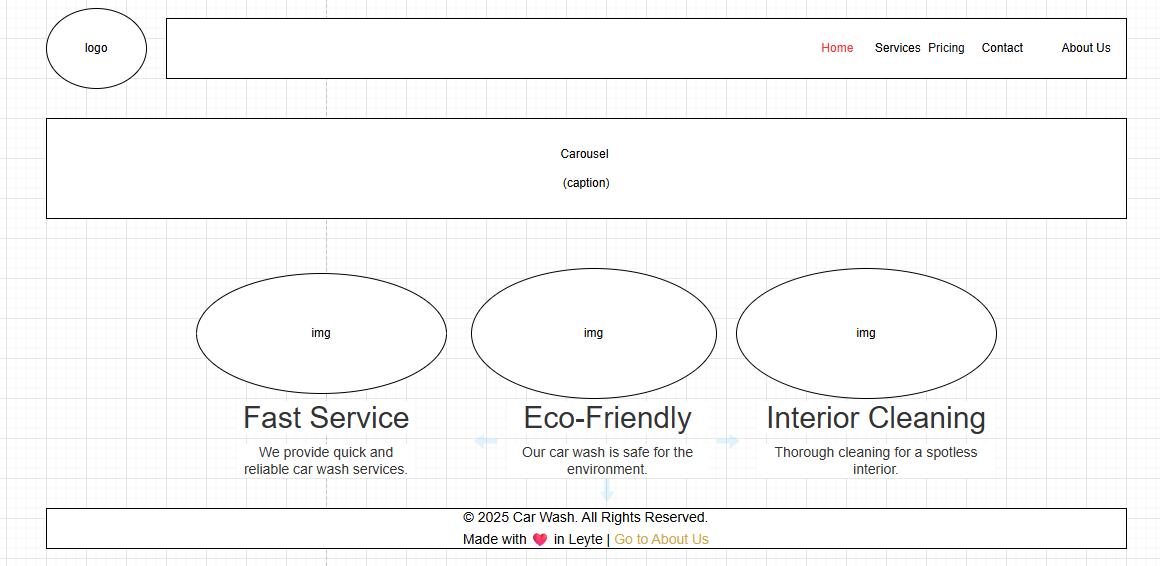 logo
Home Services Pricing Contact About Us
Carousel
(caption)
img img img
Fast Service Eco-Friendly Interior Cleaning
We provide quick and Our car wash is safe for the Thorough cleaning for a spotless
reliable car wash services. environment. interior.
© 2025 Car Wash. All Rights Reserved.
Made with ❤️ in Leyte | Go to About Us